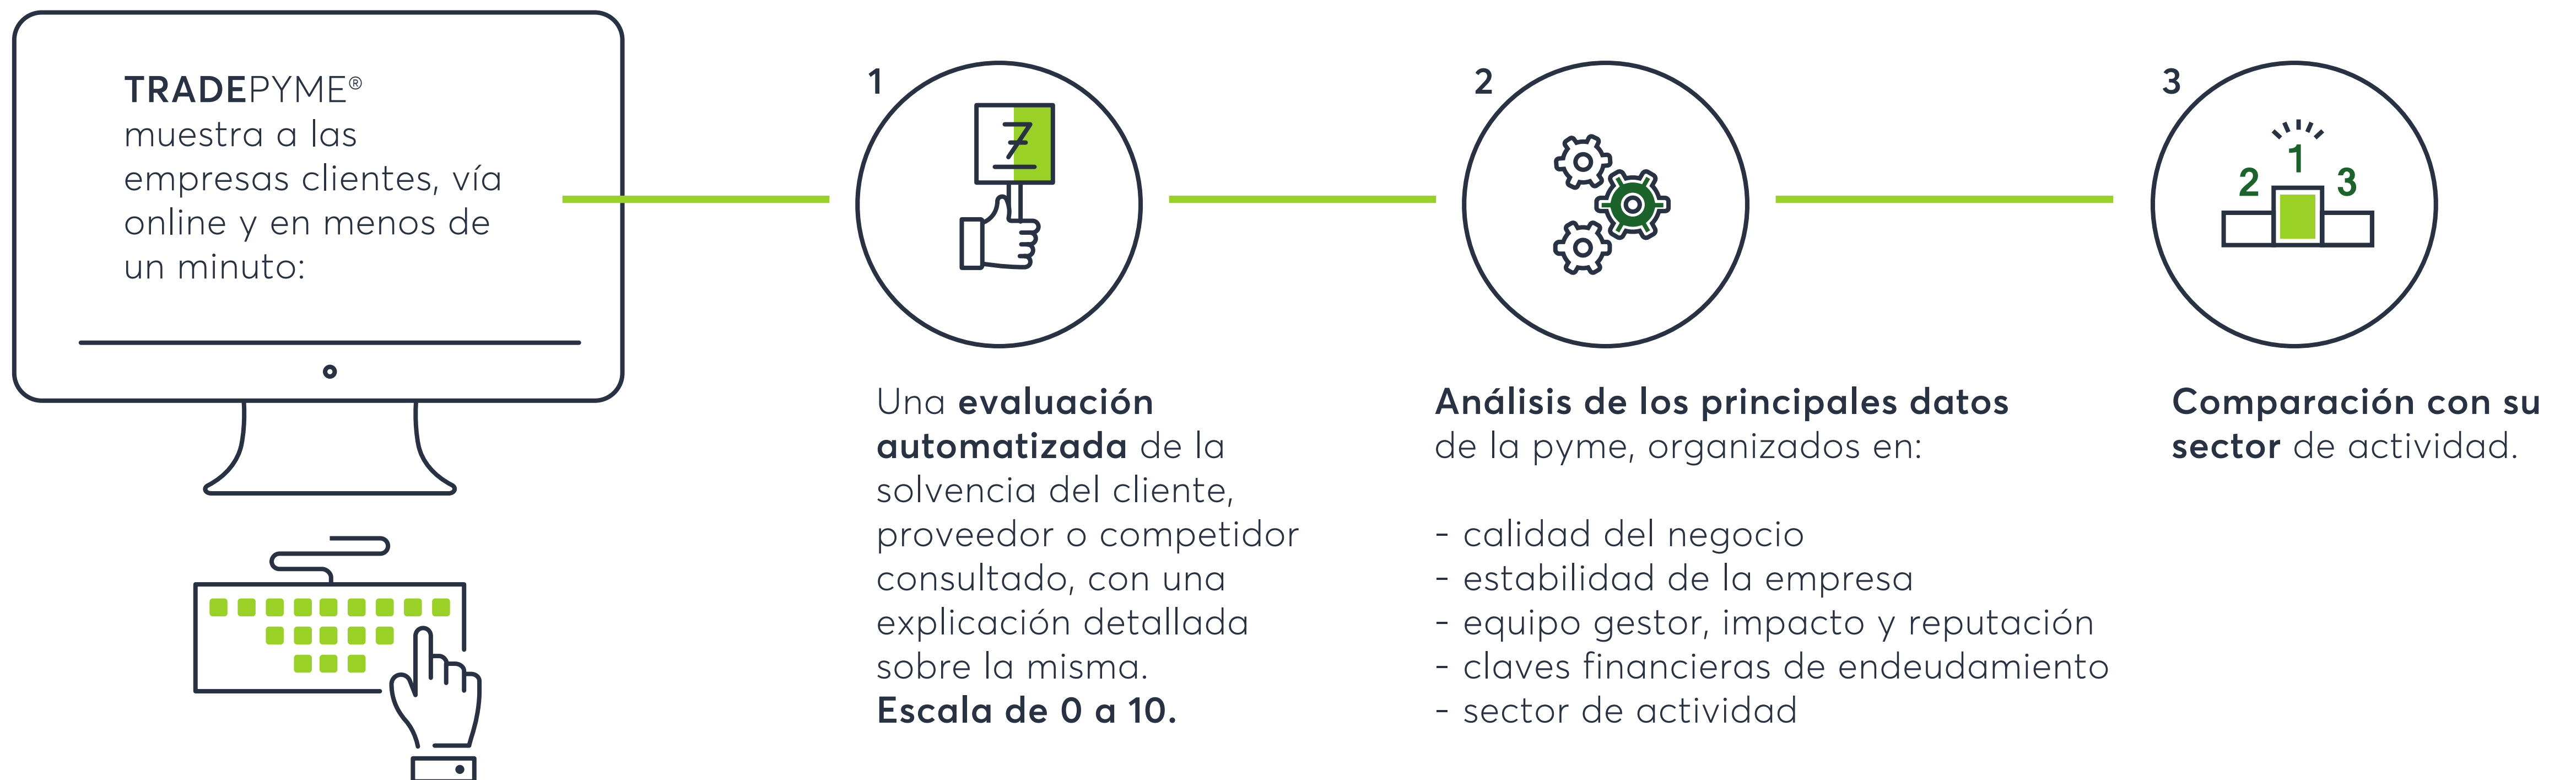 TRADEPYME®
muestra a las
empresas clientes, vía
online y en menos de
un minuto:
1
7
Una evaluación
automatizada de la
solvencia del cliente,
proveedor o competidor
consultado, con una
explicación detallada
sobre la misma.
Escala de 0 a 10.
2
Análisis de los principales datos
de la pyme, organizados en:
- calidad del negocio
- estabilidad de la empresa
- equipo gestor, impacto y reputación
- claves financieras de endeudamiento
- sector de actividad
3
1
2 3
Comparación con su
sector de actividad.